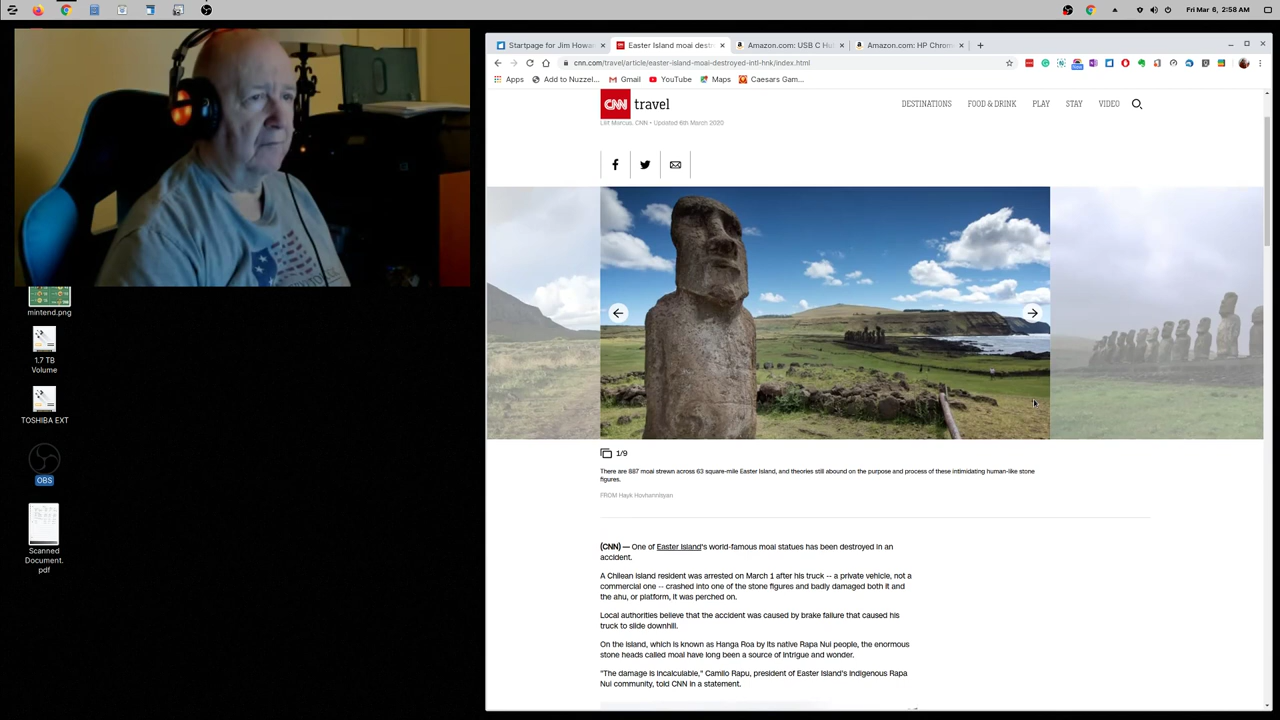 Fri Mar 6, 2:58 AM
mintend.png
1.7 TB
Volume
TOSHIBA EXT
OBS
Scanned
Document.
pdf
Startpage for Jim Howar
Easter Island moai destr
Amazon.com: USB C Hu
Amazon.com: HP Chrom
cnn.com/travel/article/easter-island-moai-destroyed-intl-hnk/index.html
Apps
Add to Nuzzel...
Gmail
YouTube
Maps
Caesars Gam...
CNN travel
DESTINATIONS FOOD & DRINK PLAY STAY VIDEO
Lilit Marcus, CNN • Updated 6th March 2020
1/9
There are 887 moai strewn across 63 square-mile Easter Island, and theories still abound on the purpose and process of these intimidating human-like stone
figures.
FROM Hayk Hovhannisyan
(CNN) — One of Easter Island's world-famous moai statues has been destroyed in an
accident.
A Chilean island resident was arrested on March 1 after his truck -- a private vehicle, not a
commercial one -- crashed into one of the stone figures and badly damaged both it and
the ahu, or platform, it was perched on.
Local authorities believe that the accident was caused by brake failure that caused his
truck to slide downhill.
On the island, which is known as Hanga Roa by its native Rapa Nui people, the enormous
stone heads called moai have long been a source of intrigue and wonder.
"The damage is incalculable," Camilo Rapu, president of Easter Island's indigenous Rapa
Nui community, told CNN in a statement.